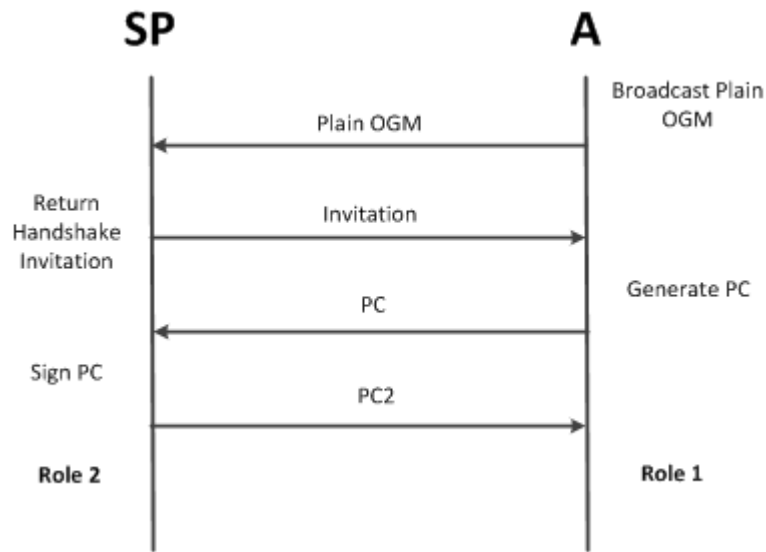 SP
A
Broadcast Plain
OGM
Plain OGM
Return
Handshake
Invitation
Invitation
Generate PC
PC
Sign PC
PC2
Role 2
Role 1